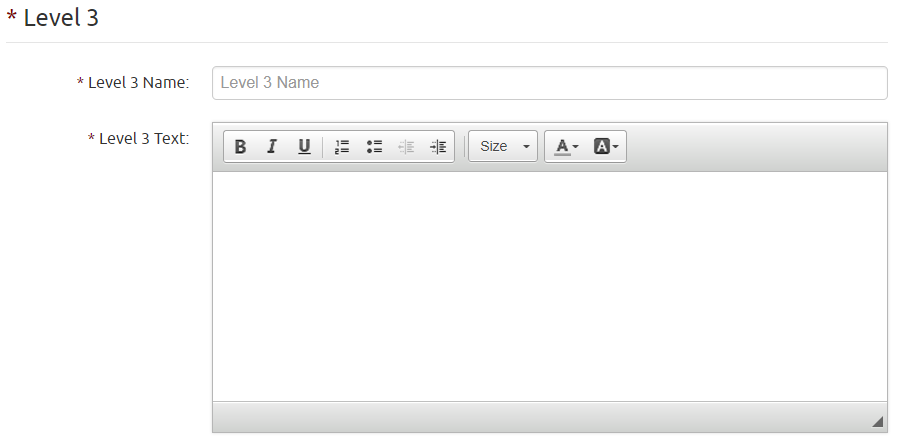 * Level 3
* Level 3 Name:
Level 3 Name
* Level 3 Text:
B I U Size A A